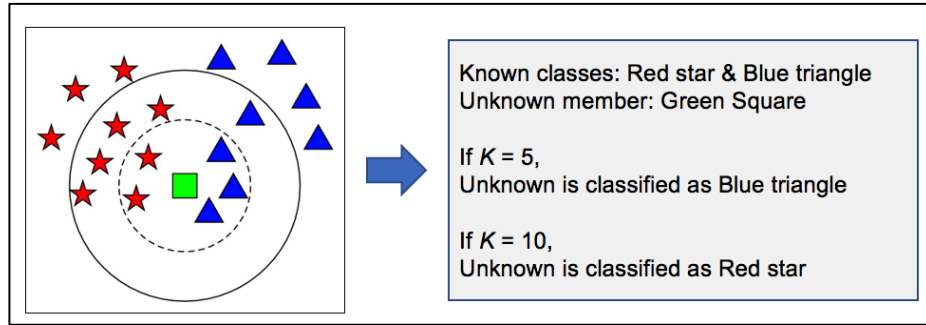 Known classes: Red star & Blue triangle
Unknown member: Green Square
If K = 5,
Unknown is classified as Blue triangle
If K = 10,
Unknown is classified as Red star